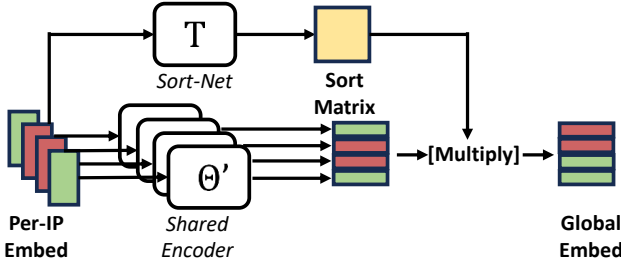 T
Sort-Net
Sort
Matrix
Θ’
[Multiply]
Per-IP
Embed
Shared
Encoder
Global
Embed